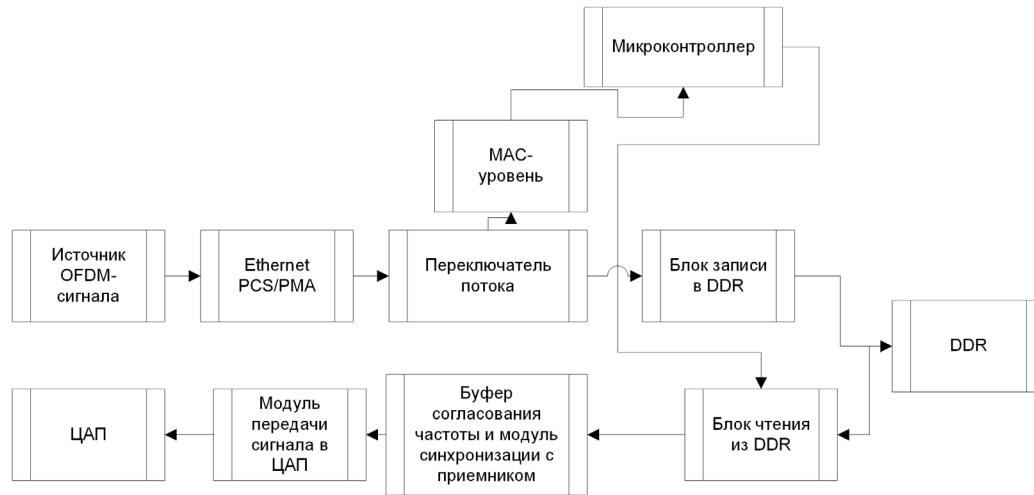 Микроконтроллер
MAC-
уровень
Источник
OFDM-
сигнала
Ethernet
PCS/PMA
Переключатель
потока
Блок записи
в DDR
DDR
ЦАП
Модуль
передачи
сигнала в
ЦАП
Буфер
согласования
частоты и модуль
синхронизации с
приемником
Блок чтения
из DDR